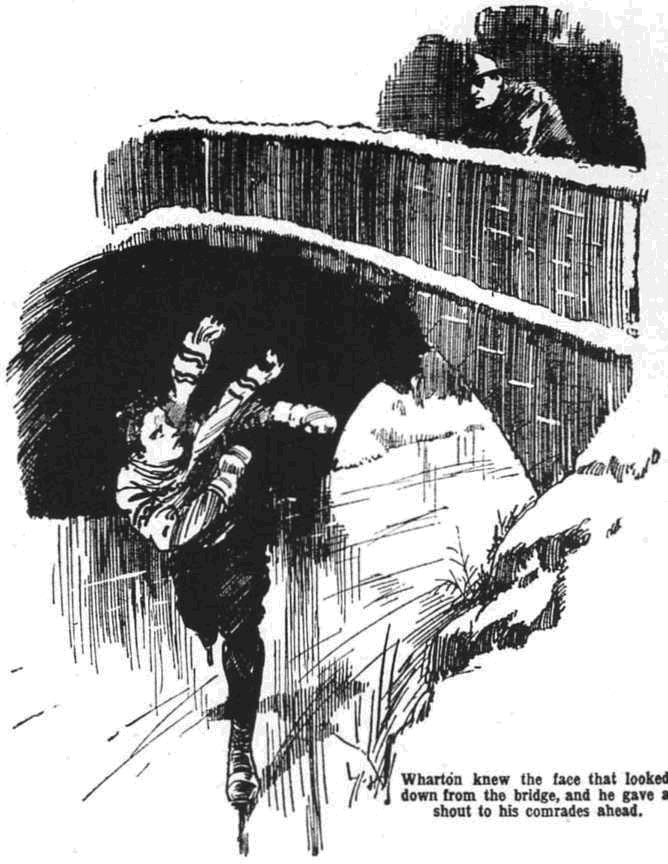 Wharton knew the face that looked
down from the bridge, and he gave a
shout to his comrades ahead.